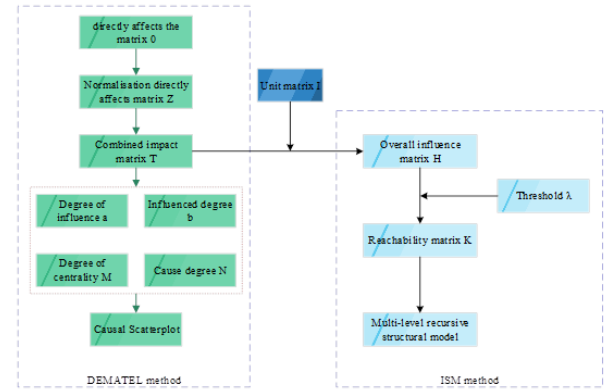 directly affects the
matrix 0
Normalisation directly
affects matrix Z
Unit matrix I
Combined impact
matrix T
Overall influence
matrix H
Degree of
influence a
Influenced degree
b
Threshold λ
Reachability matrix K
Degree of
centrality M
Cause degree N
Causal Scatterplot
Multi-level recursive
structural model
DEMATEL method
ISM method